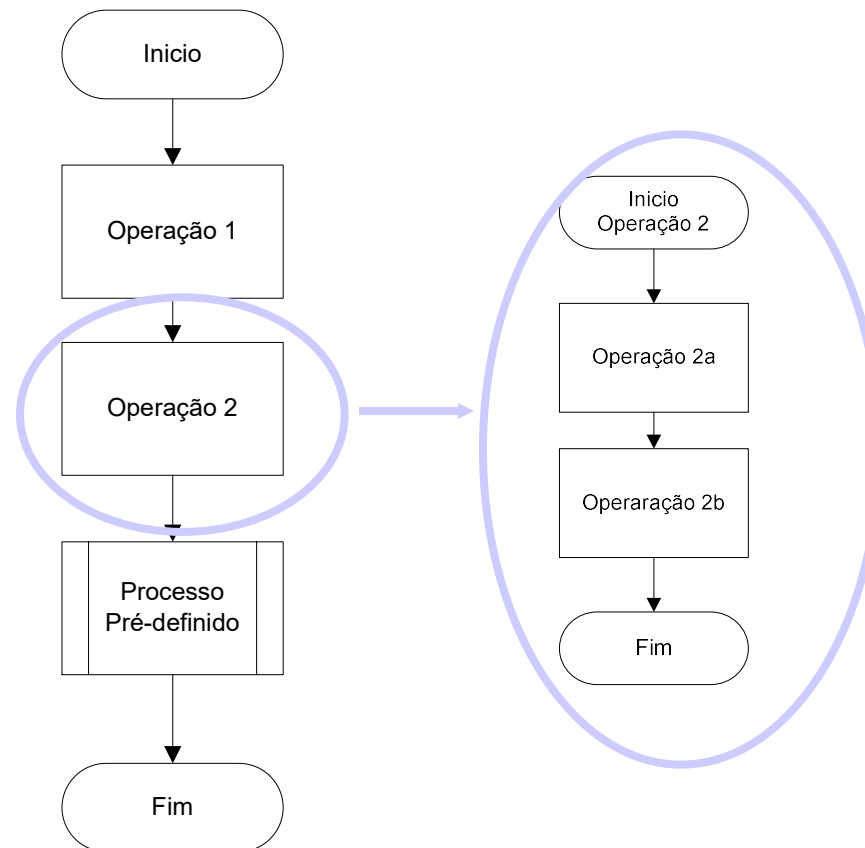 Inicio
Operação 1
Operação 2
Processo
Pré-definido
Fim
Inicio
Operação 2
Operação 2a
Operaração 2b
Fim